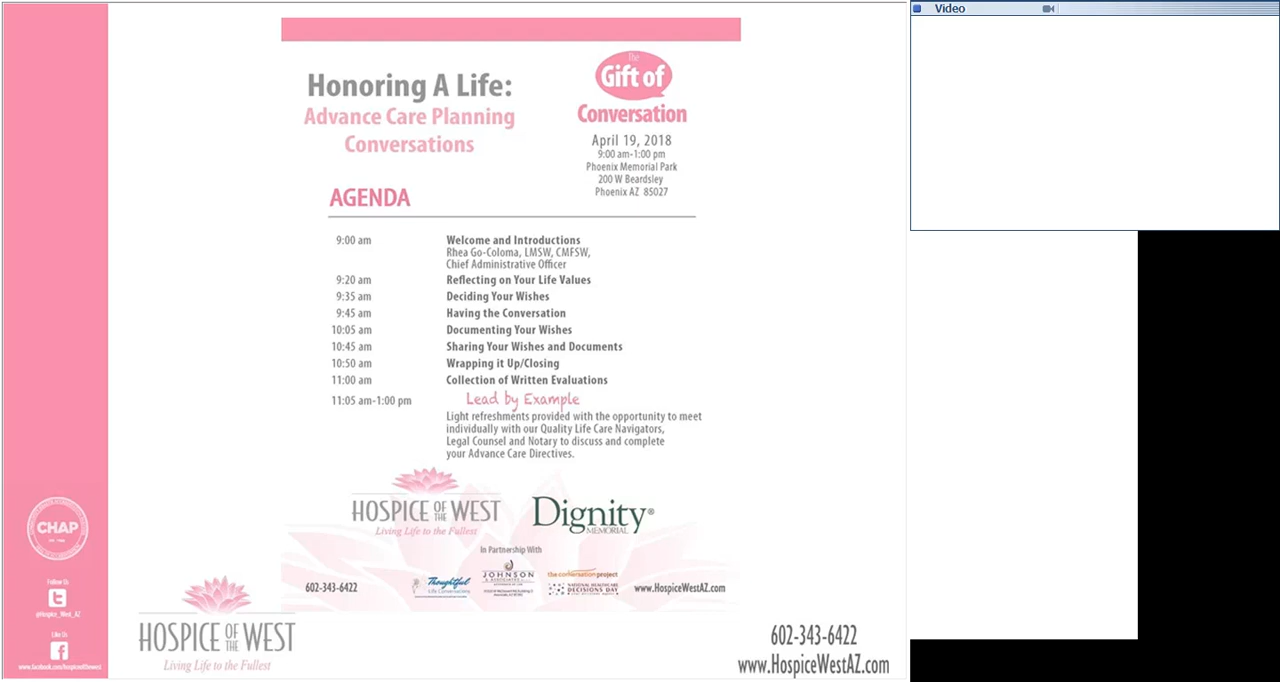 Video
The
Gift of
Conversation
Honoring A Life:
Advance Care Planning
Conversations
April 19, 2018
9:00 am-1:00 pm
Phoenix Memorial Park
200 W Beardsley
Phoenix AZ 85027
AGENDA
9:00 am Welcome and Introductions
Rhea Go-Coloma, LMSW, CMFSW,
Chief Administrative Officer
9:20 am Reflecting on Your Life Values
9:35 am Deciding Your Wishes
9:45 am Having the Conversation
10:05 am Documenting Your Wishes
10:45 am Sharing Your Wishes and Documents
10:50 am Wrapping it Up/Closing
11:00 am Collection of Written Evaluations
11:05 am-1:00 pm Lead by Example
Light refreshments provided with the opportunity to meet
individually with our Quality Life Care Navigators,
Legal Counsel and Notary to discuss and complete
your Advance Care Directives.
HOSPICE OF THE WEST
Living Life to the Fullest
Dignity®
MEMORIAL
In Partnership With
602-343-6422
Thoughtful
Life Conversations
JOHNSON
& ASSOCIATES
the conversation project
NATIONAL HEALTHCARE
DECISIONS DAY
www.HospiceWestAZ.com
CHAP
Follow Us
@Hospice_West_AZ
Like Us
www.facebook.com/hospiceofthewest
HOSPICE OF THE WEST
Living Life to the Fullest
602-343-6422
www.HospiceWestAZ.com